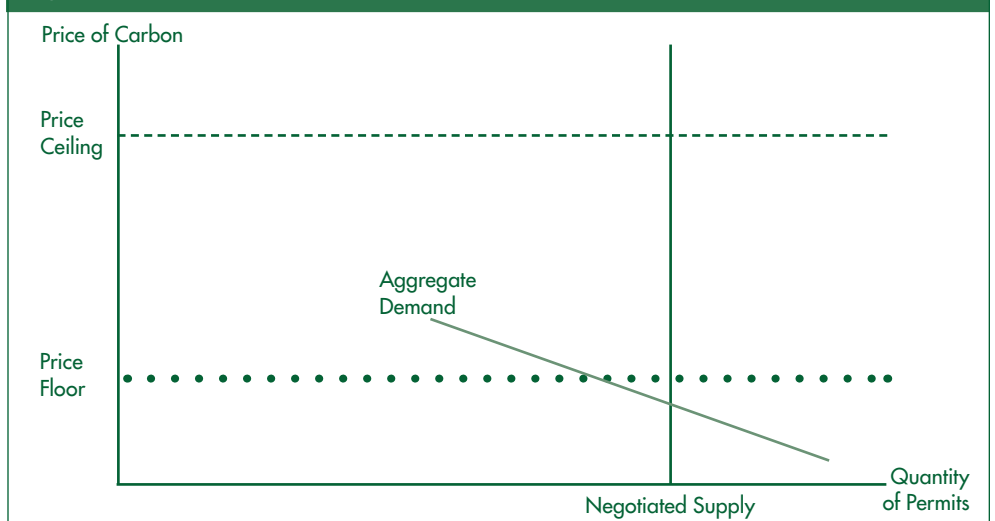 Price of Carbon
Price
Ceiling
Aggregate
Demand
Price
Floor
Quantity
of Permits
Negotiated Supply